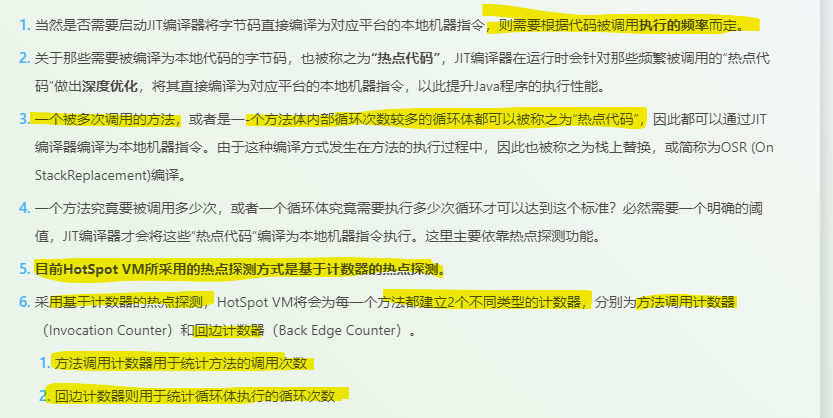 1. 当然是否需要启动JIT编译器将字节码直接编译为对应平台的本地机器指令，则需要根据代码被调用执行的频率而定。
2. 关于那些需要被编译为本地代码的字节码，也被称之为“热点代码”，JIT编译器在运行时会针对那些频繁被调用的“热点代
码”做出深度优化，将其直接编译为对应平台的本地机器指令，以此提升Java程序的执行性能。
3. 一个被多次调用的方法，或者是一个方法体内部循环次数较多的循环体都可以被称之为“热点代码”，因此都可以通过JIT
编译器编译为本地机器指令。由于这种编译方式发生在方法的执行过程中，因此也被称之为栈上替换，或简称为OSR (On
StackReplacement)编译。
4. 一个方法究竟要被调用多少次，或者一个循环体究竟需要执行多少次循环才可以达到这个标准？必然需要一个明确的阈
值，JIT编译器才会将这些“热点代码”编译为本地机器指令执行。这里主要依靠热点探测功能。
5. 目前HotSpot VM所采用的热点探测方式是基于计数器的热点探测。
6. 采用基于计数器的热点探测，HotSpot VM将会为每一个方法都建立2个不同类型的计数器，分别为方法调用计数器
（Invocation Counter）和回边计数器（Back Edge Counter）。
1. 方法调用计数器用于统计方法的调用次数
2. 回边计数器则用于统计循环体执行的循环次数